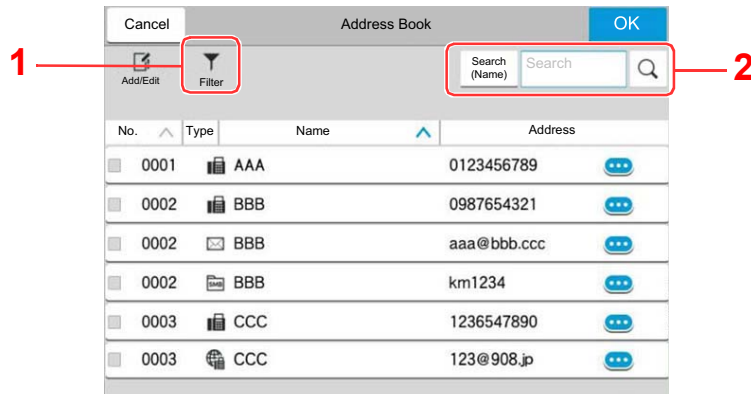 Cancel Address Book OK
1 Add/Edit Filter Search (Name) Search 2
No. Type Name Address
0001 AAA 0123456789
0002 BBB 0987654321
0002 BBB aaa@bbb.ccc
0002 SMB BBB km1234
0003 CCC 1236547890
0003 CCC 123@908.jp